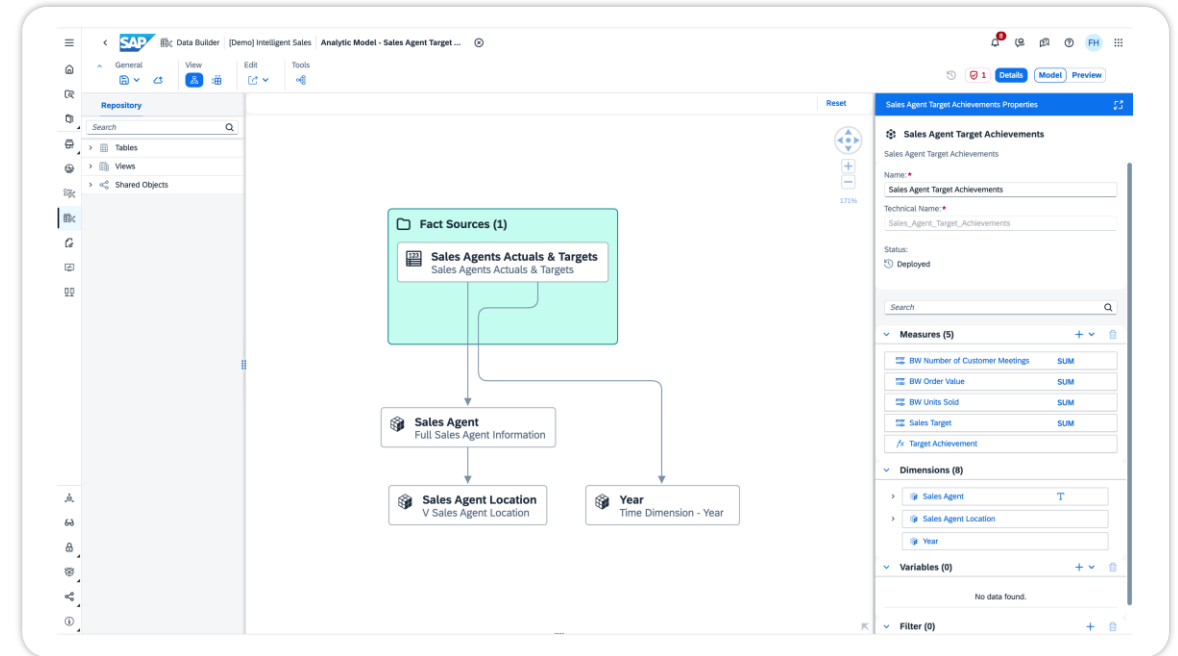 SAP Data Builder [Demo] Intelligent Sales Analytic Model - Sales Agent Target ... 8 FH
General View Edit Tools
1 Details Model Preview
Repository
Search
Tables
Views
Shared Objects
Reset
171%
Fact Sources (1)
123 Sales Agents Actuals & Targets
Sales Agents Actuals & Targets
Sales Agent
Full Sales Agent Information
Sales Agent Location
V Sales Agent Location
Year
Time Dimension - Year
Sales Agent Target Achievements Properties
Sales Agent Target Achievements
Sales Agent Target Achievements
Name:*
Sales Agent Target Achievements
Technical Name:*
Sales_Agent_Target_Achievements
Status:
Deployed
Search
Measures (5)
BW Number of Customer Meetings SUM
BW Order Value SUM
BW Units Sold SUM
Sales Target SUM
fx Target Achievement
Dimensions (8)
Sales Agent T
Sales Agent Location
Year
Variables (0)
No data found.
Filter (0)